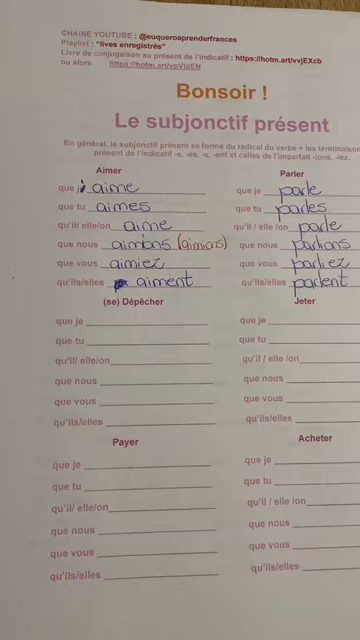 CHAINE YOUTUBE : @euqueroaprenderfrances
Playlist : "lives enregistrés"
Livre de conjugaison au présent de l'indicatif : https://hotm.art/vvjEXcb
ou alors
Bonsoir !
Le subjonctif présent
En général, le subjonctif présent se forme du radical du verbe + les terminaisons
présent de l'indicatif -e, -es, -e, -ent et celles de l'imparfait -ions, -iez.
Aimer
que j' aime
que tu aimes
qu'il/ elle/on aime
que nous aimions (aimions)
que vous aimiez
qu'ils/elles aiment
Parler
que je parle
que tu parles
qu'il / elle /on parle
que nous parlions
que vous parliez
qu'ils/elles parlent
(se) Dépêcher
que je
que tu
qu'il/ elle/on
que nous
que vous
qu'ils/elles
Jeter
que je
que tu
qu'il / elle /on
que nous
que vous
qu'ils/elles
Payer
que je
que tu
qu'il/ elle/on
que nous
que vous
qu'ils/elles
Acheter
que je
que tu
qu'il / elle /on
que nous
que vous
qu'ils/elles